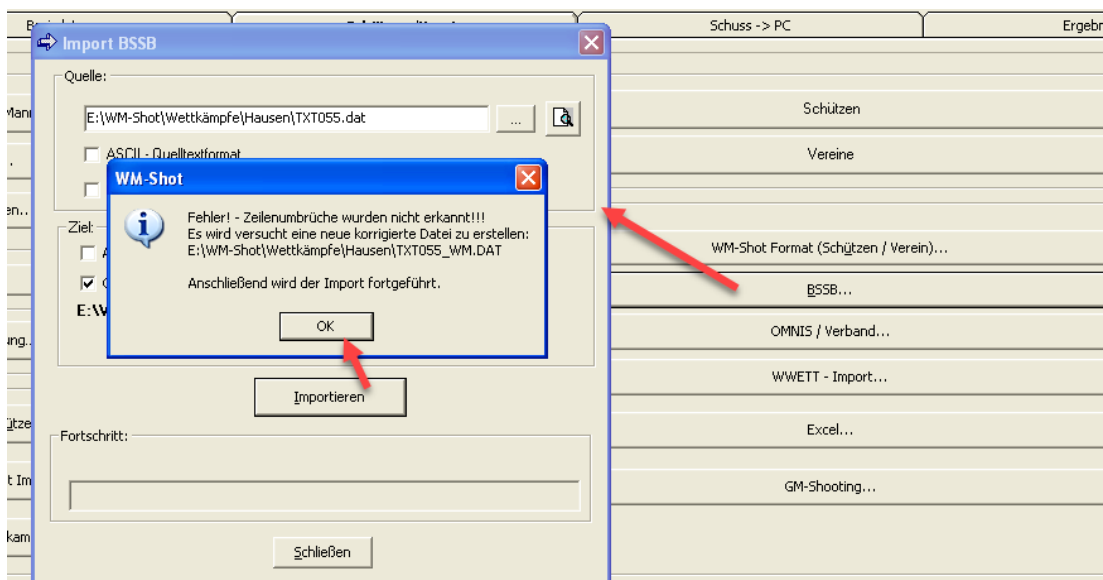 Schuss -> PC
Import BSSB
Quelle:
E:\WM-Shot\Wettkämpfe\Hausen\TXT055.dat
...
ASCII - Quelltextformat
WM-Shot
Fehler! - Zeilenumbrüche wurden nicht erkannt!!!
Es wird versucht eine neue korrigierte Datei zu erstellen:
E:\WM-Shot\Wettkämpfe\Hausen\TXT055_WM.DAT
Anschließend wird der Import fortgeführt.
OK
Ziel:
Importieren
Fortschritt:
Schließen
Schützen
Vereine
WM-Shot Format (Schützen / Verein)...
BSSB...
OMNIS / Verband...
WWETT - Import...
Excel...
GM-Shooting...